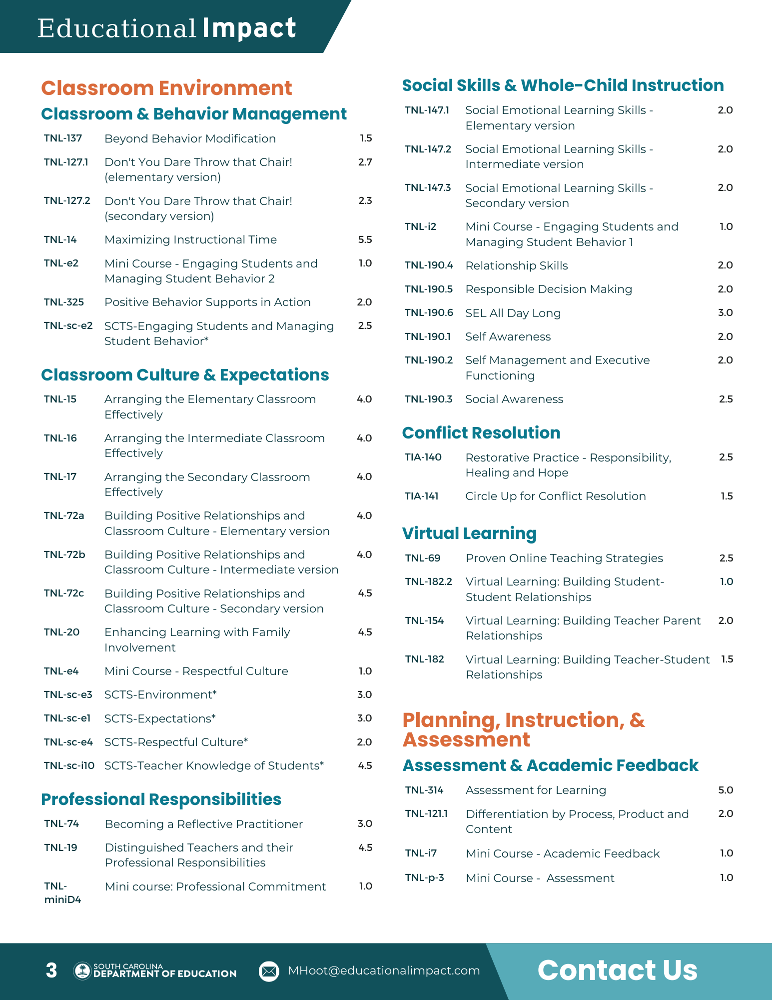 Educational Impact
Classroom Environment
Classroom & Behavior Management
TNL-137 Beyond Behavior Modification 1.5
TNL-127.1 Don't You Dare Throw that Chair! 2.7
(elementary version)
TNL-127.2 Don't You Dare Throw that Chair! 2.3
(secondary version)
TNL-14 Maximizing Instructional Time 5.5
TNL-e2 Mini Course - Engaging Students and 1.0
Managing Student Behavior 2
TNL-325 Positive Behavior Supports in Action 2.0
TNL-sc-e2 SCTS-Engaging Students and Managing 2.5
Student Behavior*
Classroom Culture & Expectations
TNL-15 Arranging the Elementary Classroom 4.0
Effectively
TNL-16 Arranging the Intermediate Classroom 4.0
Effectively
TNL-17 Arranging the Secondary Classroom 4.0
Effectively
TNL-72a Building Positive Relationships and 4.0
Classroom Culture - Elementary version
TNL-72b Building Positive Relationships and 4.0
Classroom Culture - Intermediate version
TNL-72c Building Positive Relationships and 4.5
Classroom Culture - Secondary version
TNL-20 Enhancing Learning with Family 4.5
Involvement
TNL-e4 Mini Course - Respectful Culture 1.0
TNL-sc-e3 SCTS-Environment* 3.0
TNL-sc-e1 SCTS-Expectations* 3.0
TNL-sc-e4 SCTS-Respectful Culture* 2.0
TNL-sc-i10 SCTS-Teacher Knowledge of Students* 4.5
Professional Responsibilities
TNL-74 Becoming a Reflective Practitioner 3.0
TNL-19 Distinguished Teachers and their 4.5
Professional Responsibilities
TNL- Mini course: Professional Commitment 1.0
miniD4
Social Skills & Whole-Child Instruction
TNL-147.1 Social Emotional Learning Skills - 2.0
Elementary version
TNL-147.2 Social Emotional Learning Skills - 2.0
Intermediate version
TNL-147.3 Social Emotional Learning Skills - 2.0
Secondary version
TNL-i2 Mini Course - Engaging Students and 1.0
Managing Student Behavior 1
TNL-190.4 Relationship Skills 2.0
TNL-190.5 Responsible Decision Making 2.0
TNL-190.6 SEL All Day Long 3.0
TNL-190.1 Self Awareness 2.0
TNL-190.2 Self Management and Executive 2.0
Functioning
TNL-190.3 Social Awareness 2.5
Conflict Resolution
TIA-140 Restorative Practice - Responsibility, 2.5
Healing and Hope
TIA-141 Circle Up for Conflict Resolution 1.5
Virtual Learning
TNL-69 Proven Online Teaching Strategies 2.5
TNL-182.2 Virtual Learning: Building Student- 1.0
Student Relationships
TNL-154 Virtual Learning: Building Teacher Parent 2.0
Relationships
TNL-182 Virtual Learning: Building Teacher-Student 1.5
Relationships
Planning, Instruction, &
Assessment
Assessment & Academic Feedback
TNL-314 Assessment for Learning 5.0
TNL-121.1 Differentiation by Process, Product and 2.0
Content
TNL-i7 Mini Course - Academic Feedback 1.0
TNL-p-3 Mini Course - Assessment 1.0
3
SOUTH CAROLINA
DEPARTMENT OF EDUCATION
MHoot@educationalimpact.com
Contact Us